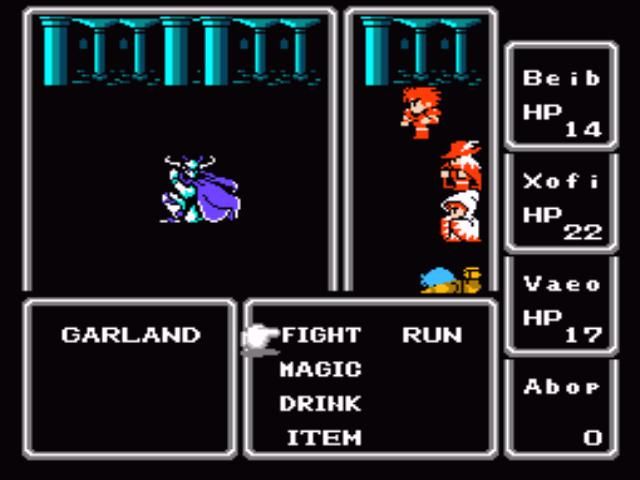 Beib
HP
14
Xofi
HP
22
Vaeo
HP
17
Abop
0
GARLAND
FIGHT RUN
MAGIC
DRINK
ITEM